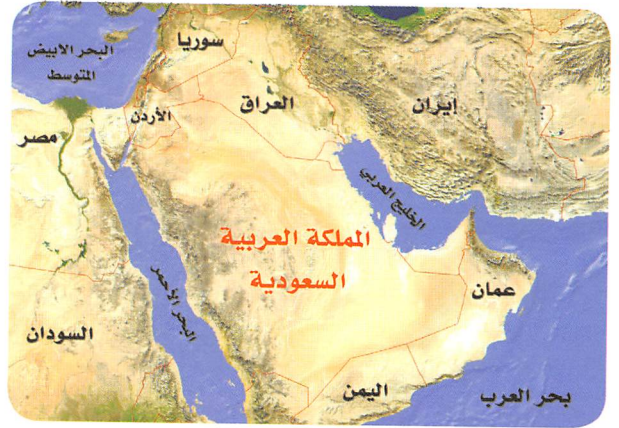 البحر الابيض
المتوسط
سوريا
العراق
إيران
الأردن
مصر
الخليج العربي
المملكة العربية
السعودية
البحر الأحمر
عمان
السودان
اليمن
بحر العرب